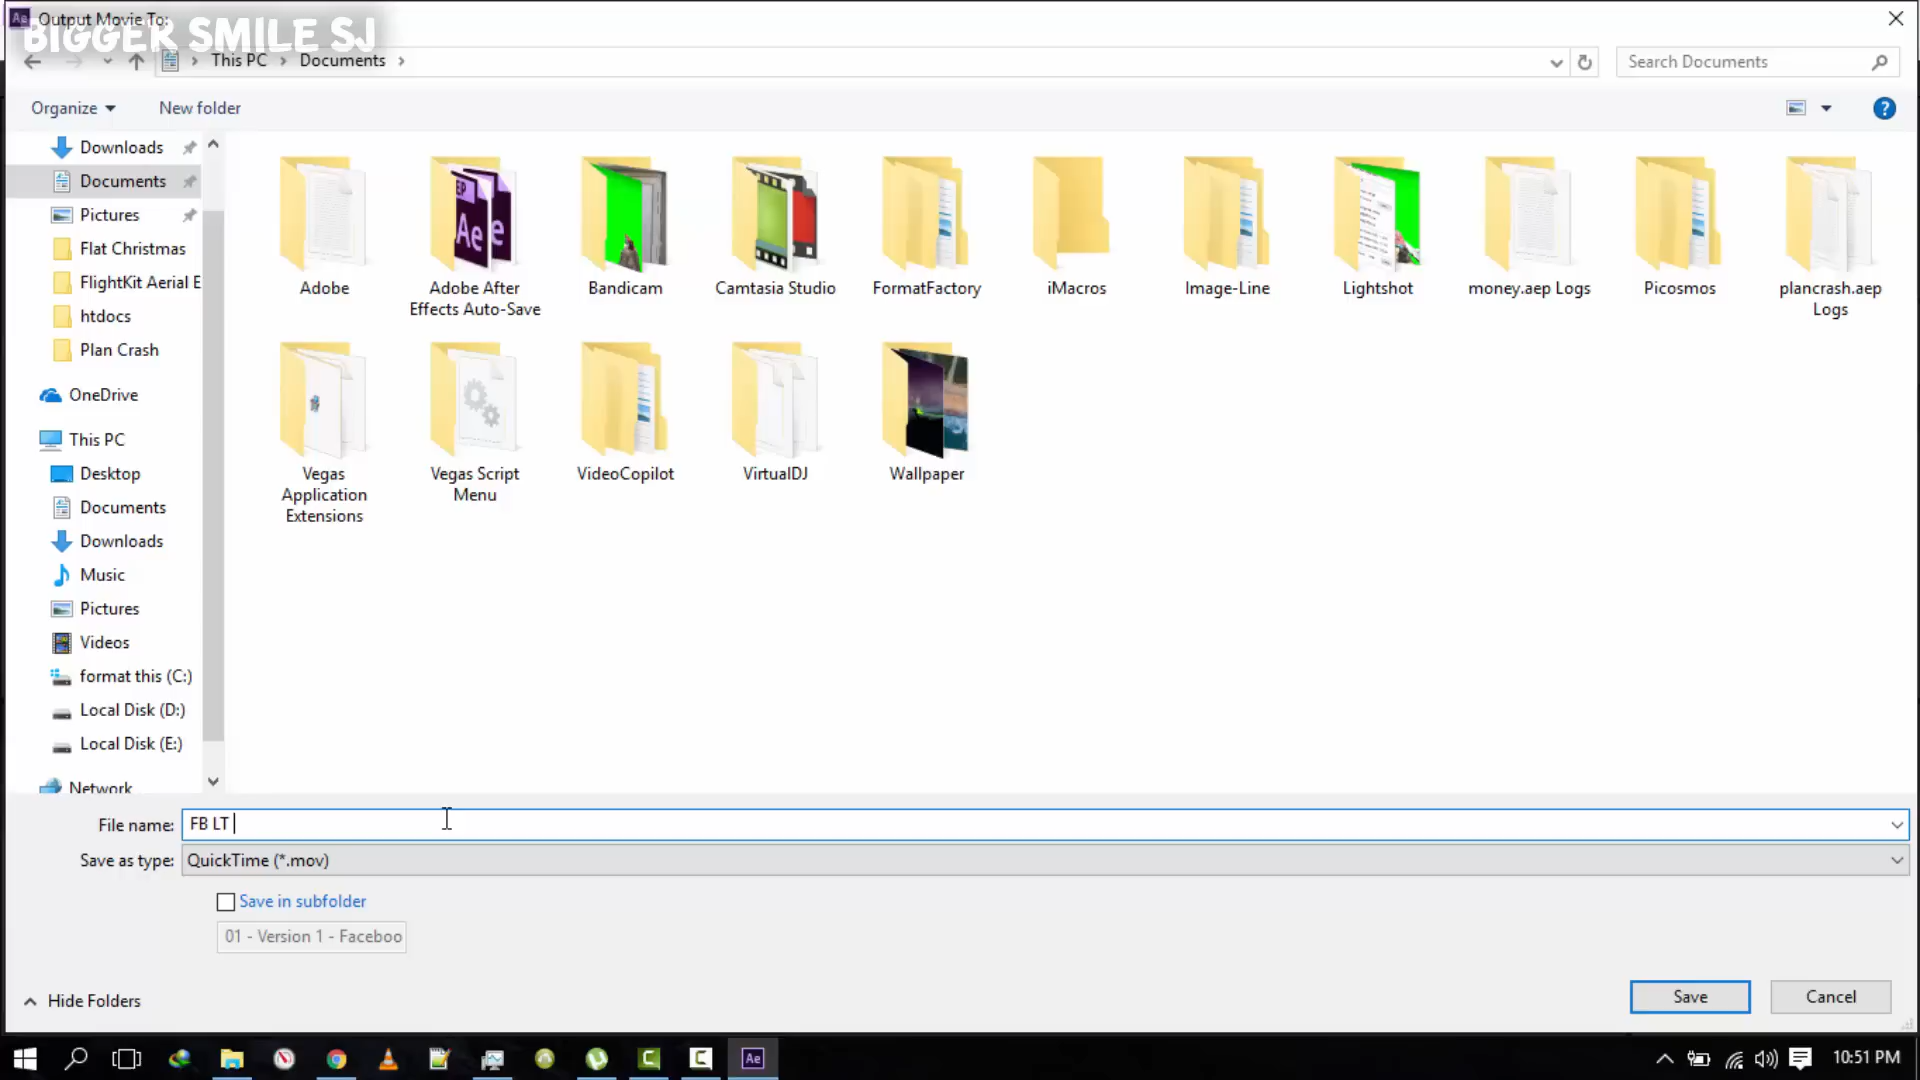 Output Movie To:
BIGGER SMILE SJ
This PC
Documents
Search Documents
Organize
New folder
Downloads
Documents
Pictures
Flat Christmas
FlightKit Aerial E
htdocs
Plan Crash
OneDrive
This PC
Desktop
Documents
Downloads
Music
Pictures
Videos
format this (C:)
Local Disk (D:)
Local Disk (E:)
Network
Adobe
Adobe After
Effects Auto-Save
Bandicam
Camtasia Studio
FormatFactory
iMacros
Image-Line
Lightshot
money.aep Logs
Picosmos
plancrash.aep
Logs
Vegas
Application
Extensions
Vegas Script
Menu
VideoCopilot
VirtualDJ
Wallpaper
File name: FB LT
Save as type: QuickTime (*.mov)
Save in subfolder
01 - Version 1 - Faceboo
Hide Folders
Save
Cancel
10:51 PM